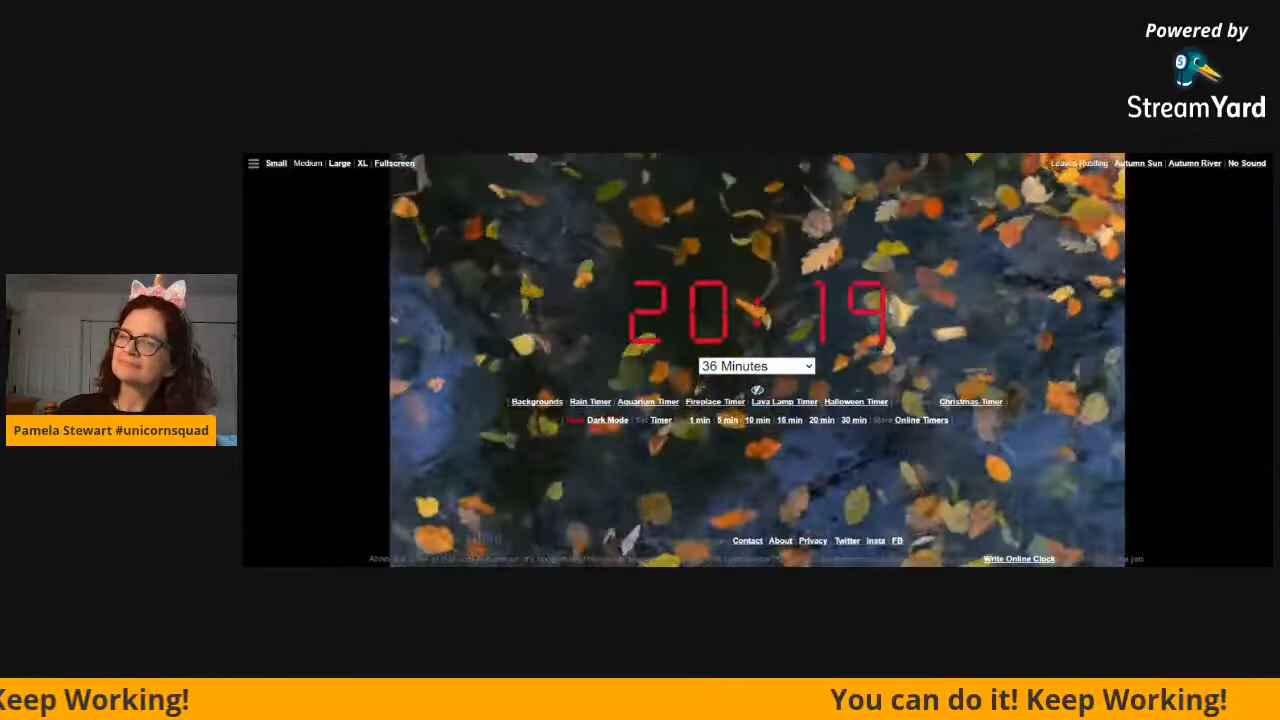 Powered by
StreamYard
Small | Medium | Large | XL | Fullscreen
Leaves Rustling | Autumn Sun | Autumn River | No Sound
20:19
36 Minutes
Backgrounds Rain Timer | Aquarium Timer Fireplace Timer | Lava Lamp Timer | Halloween Timer | Christmas Timer
Dark Mode | Set Timer 1 min | 5 min 10 min | 15 min | 20 min | 30 min | More Online Timers |
Pamela Stewart #unicornsquad
Contact About Privacy Twitter Insta FB
Write Online Clock
Keep Working!
You can do it! Keep Working!